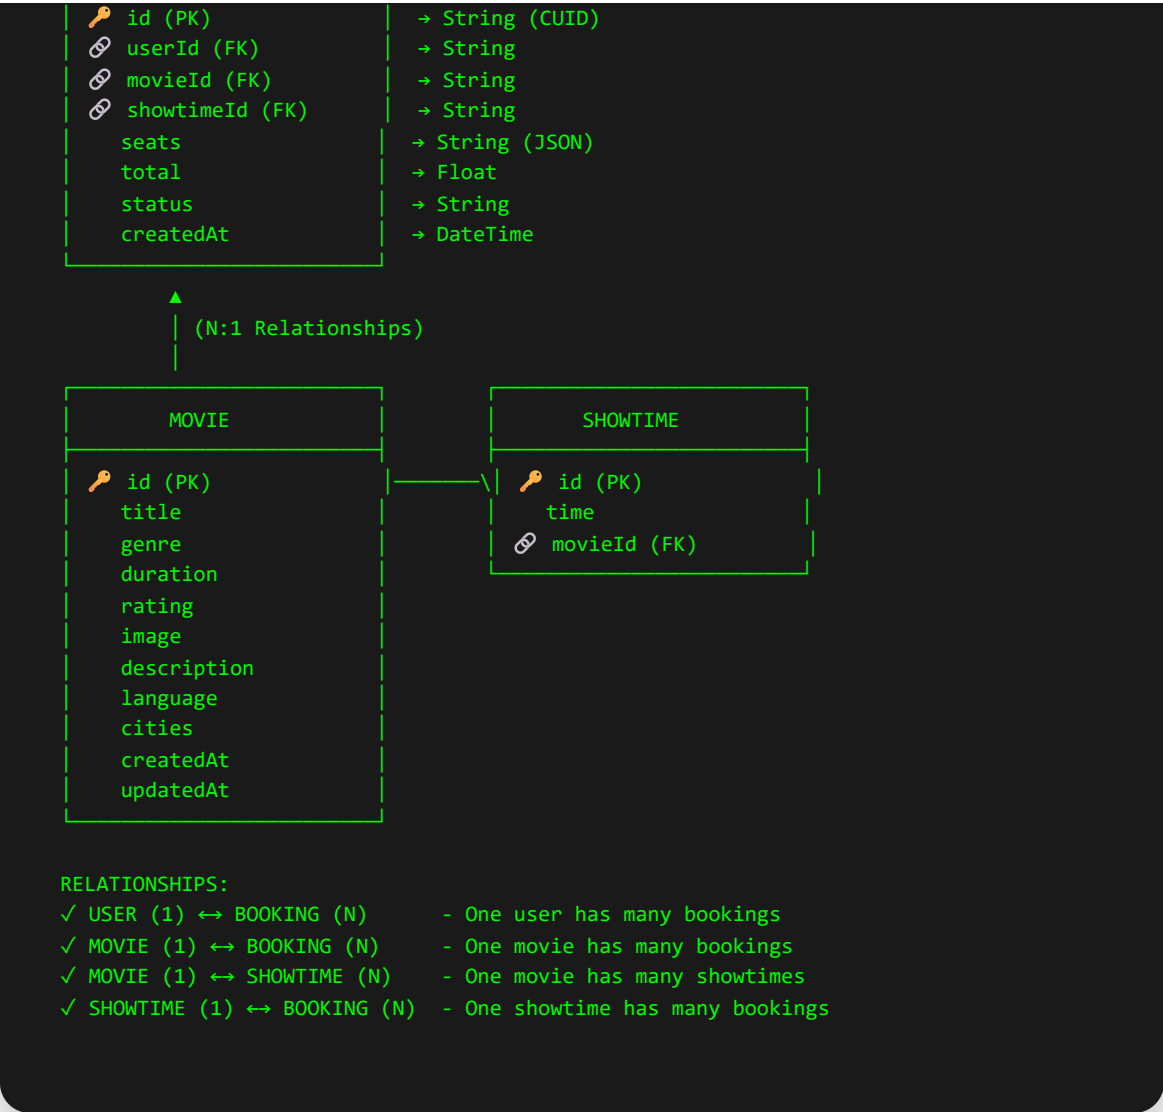 🔑 id (PK) → String (CUID)
🔗 userId (FK) → String
🔗 movieId (FK) → String
🔗 showtimeId (FK) → String
seats → String (JSON)
total → Float
status → String
createdAt → DateTime
(N:1 Relationships)
MOVIE SHOWTIME
🔑 id (PK) \ 🔑 id (PK)
title time
genre 🔗 movieId (FK)
duration
rating
image
description
language
cities
createdAt
updatedAt
RELATIONSHIPS:
✓ USER (1) ↔ BOOKING (N) - One user has many bookings
✓ MOVIE (1) ↔ BOOKING (N) - One movie has many bookings
✓ MOVIE (1) ↔ SHOWTIME (N) - One movie has many showtimes
✓ SHOWTIME (1) ↔ BOOKING (N) - One showtime has many bookings